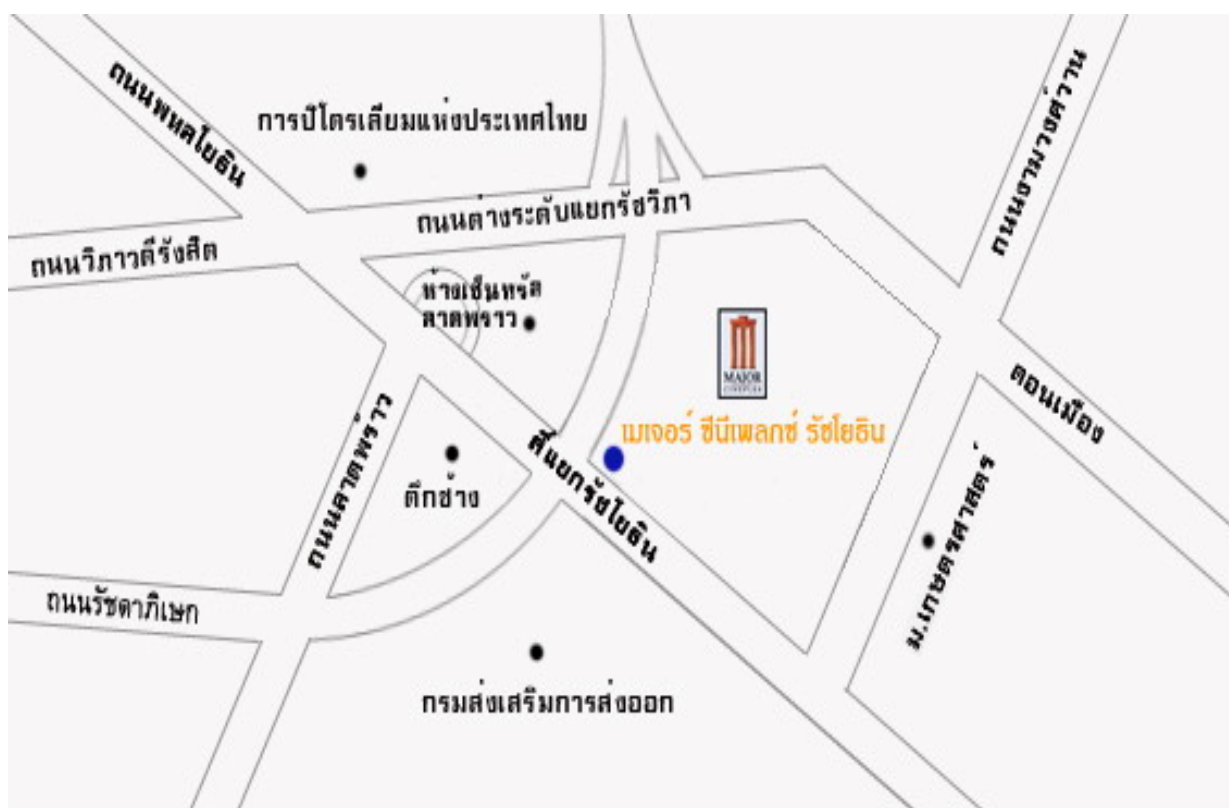 ถนนพหลโยธิน
การปิโตรเลียมแห่งประเทศไทย
ถนนงามวงศ์วาน
ถนนต่างระดับแยกรัชวิภา
ถนนวิภาวดีรังสิต
ห้างเซ็นทรัล
ลาดพราว
MAJOR
CINEPLEX
เมเจอร์ ซีนีเพลกซ์ รัชโยธิน
ดอนเมือง
ถนนลาดพร้าว
ตึกช้าง
สี่แยกรัชโยธิน
ม.เกษตรศาสตร์
ถนนรัชดาภิเษก
กรมส่งเสริมการส่งออก